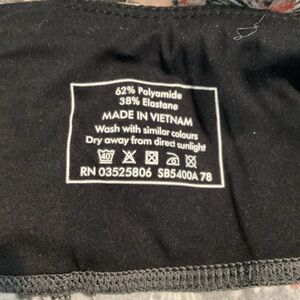 62% Polyamide
38% Elastane
MADE IN VIETNAM
Wash with similar colours
Dry away from direct sunlight
40
RN 03525806 SB5400A 78